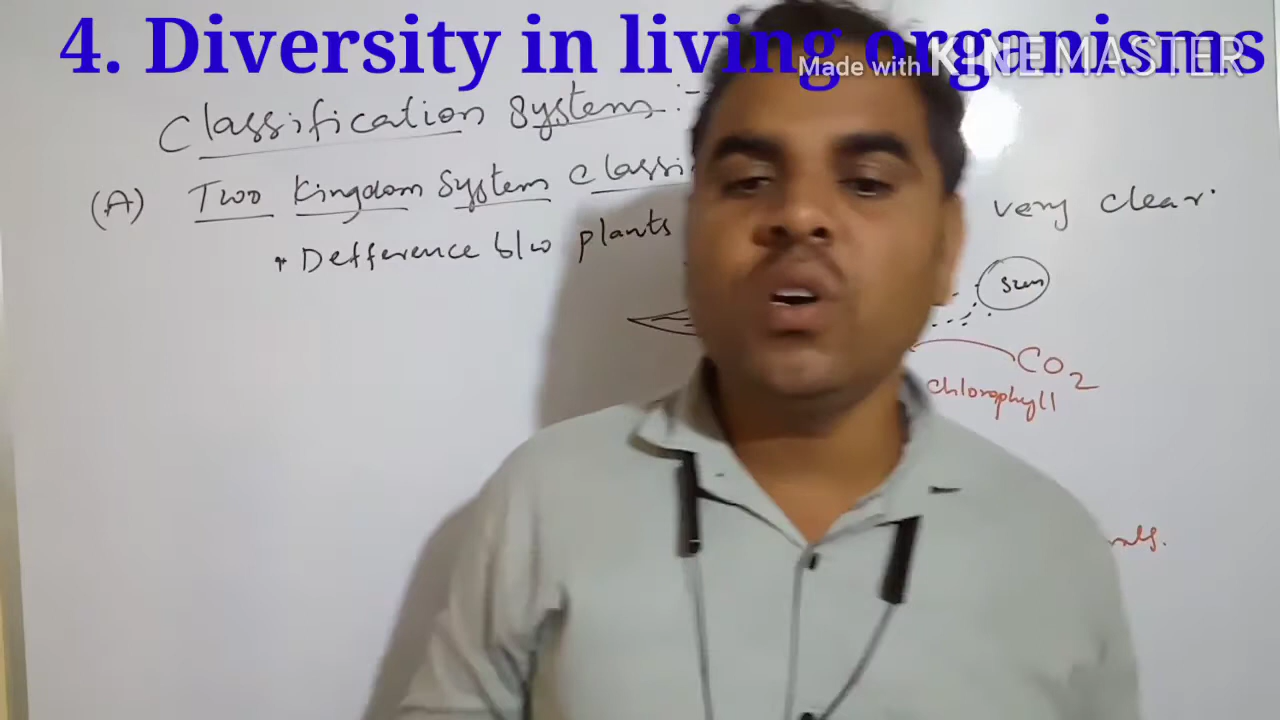 4. Diversity in living organisms
Made with KINEMASTER
Classification System :-
(A) Two Kingdom System Classi
* Defference b/w plants very clear.
Sun
CO2
chlorophyll